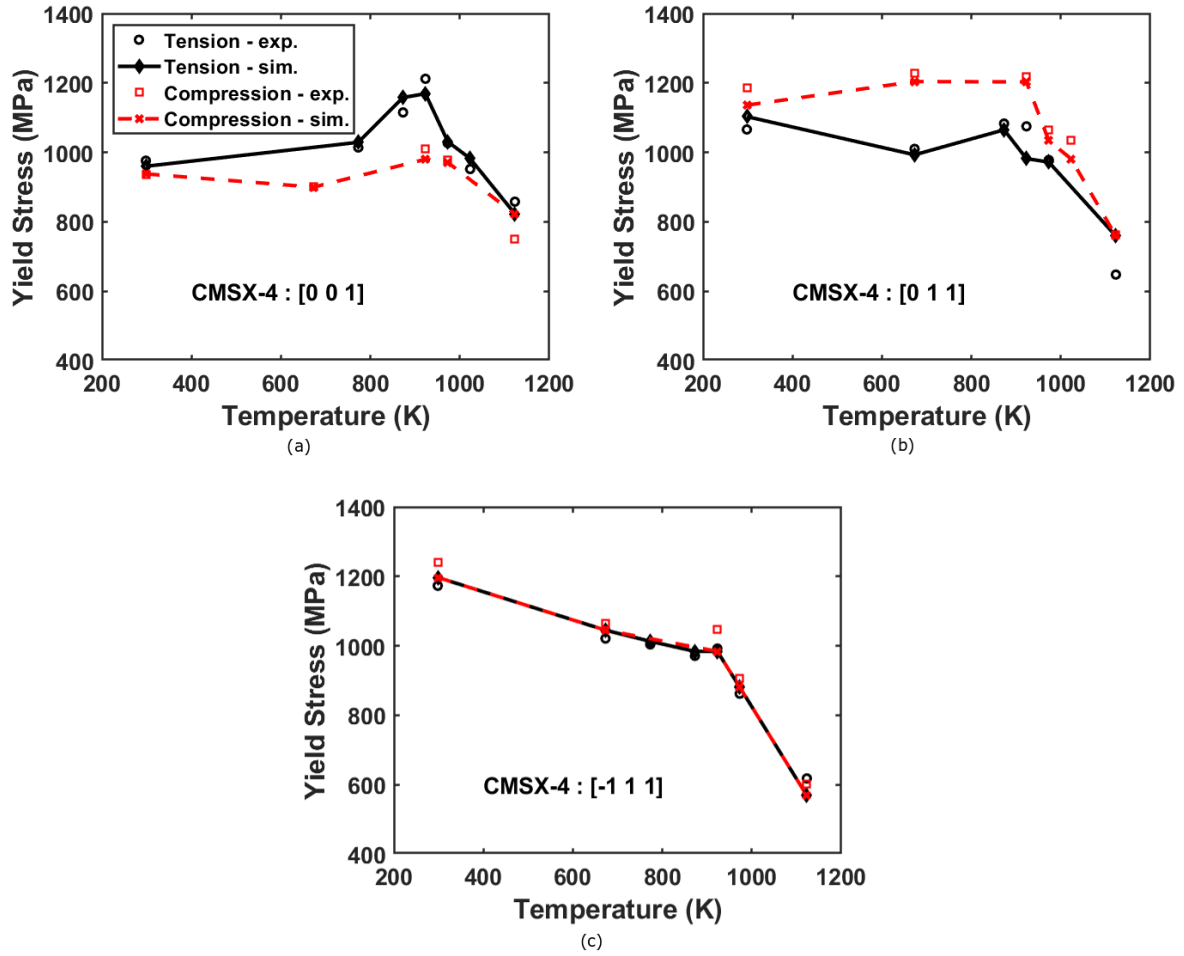 1400
1200
1000
800
600
400
200
400
600
800
1000
1200
Yield Stress (MPa)
Temperature (K)
Tension - exp.
Tension - sim.
Compression - exp.
Compression - sim.
CMSX-4 : [0 0 1]
(a)
1400
1200
1000
800
600
400
200
400
600
800
1000
1200
Yield Stress (MPa)
Temperature (K)
CMSX-4 : [0 1 1]
(b)
1400
1200
1000
800
600
400
200
400
600
800
1000
1200
Yield Stress (MPa)
Temperature (K)
CMSX-4 : [-1 1 1]
(c)